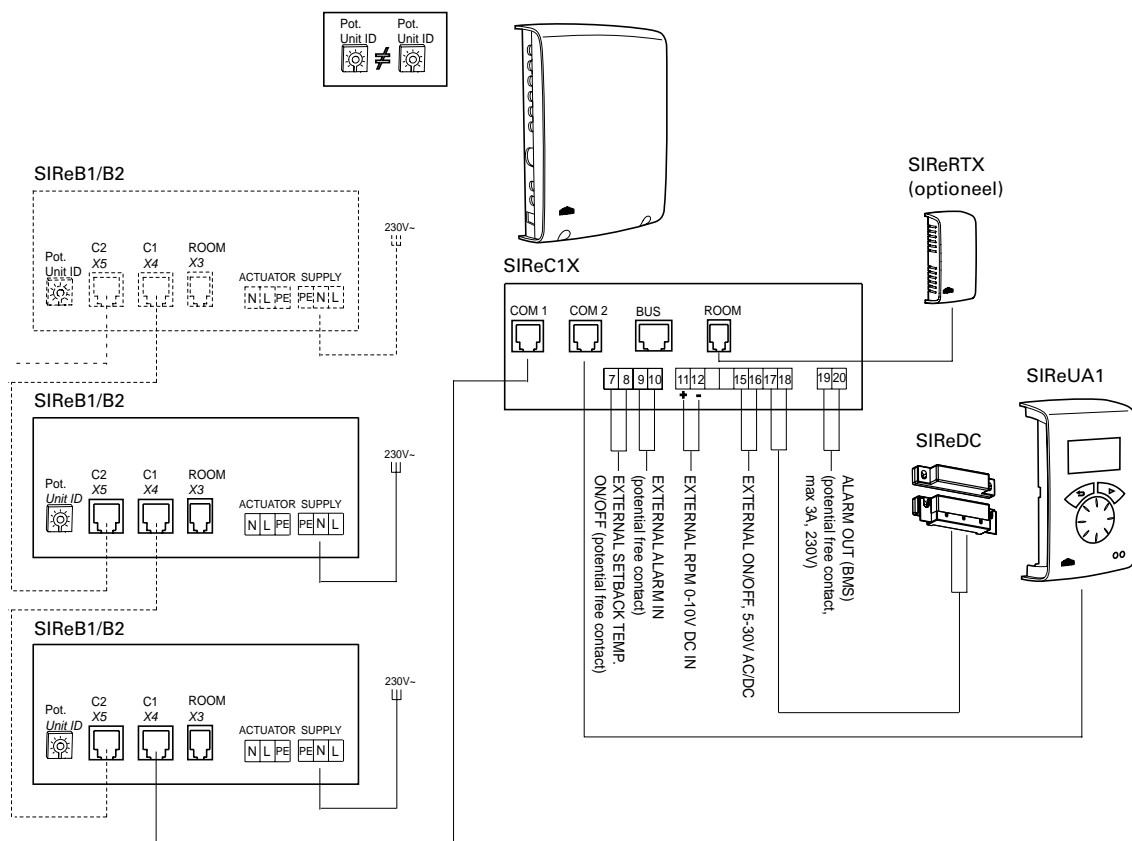 Pot. Pot.
Unit ID Unit ID
≠
SIReB1/B2
230V~
Pot.
Unit ID
C2
X5
C1
X4
ROOM
X3
ACTUATOR SUPPLY
N L PE PE N L
SIReB1/B2
230V~
Pot.
Unit ID
C2
X5
C1
X4
ROOM
X3
ACTUATOR SUPPLY
N L PE PE N L
SIReB1/B2
230V~
Pot.
Unit ID
C2
X5
C1
X4
ROOM
X3
ACTUATOR SUPPLY
N L PE PE N L
SIReC1X
COM 1 COM 2 BUS ROOM
7 8 9 10 11 12 15 16 17 18 19 20
+ -
EXTERNAL SETBACK TEMP.
ON/OFF (potential free contact)
EXTERNAL ALARM IN
(potential free contact)
EXTERNAL RPM 0-10V DC IN
EXTERNAL ON/OFF, 5-30V AC/DC
ALARM OUT (BMS)
(potential free contact,
max 3A, 230V)
SIReRTX
(optioneel)
SIReDC
SIReUA1